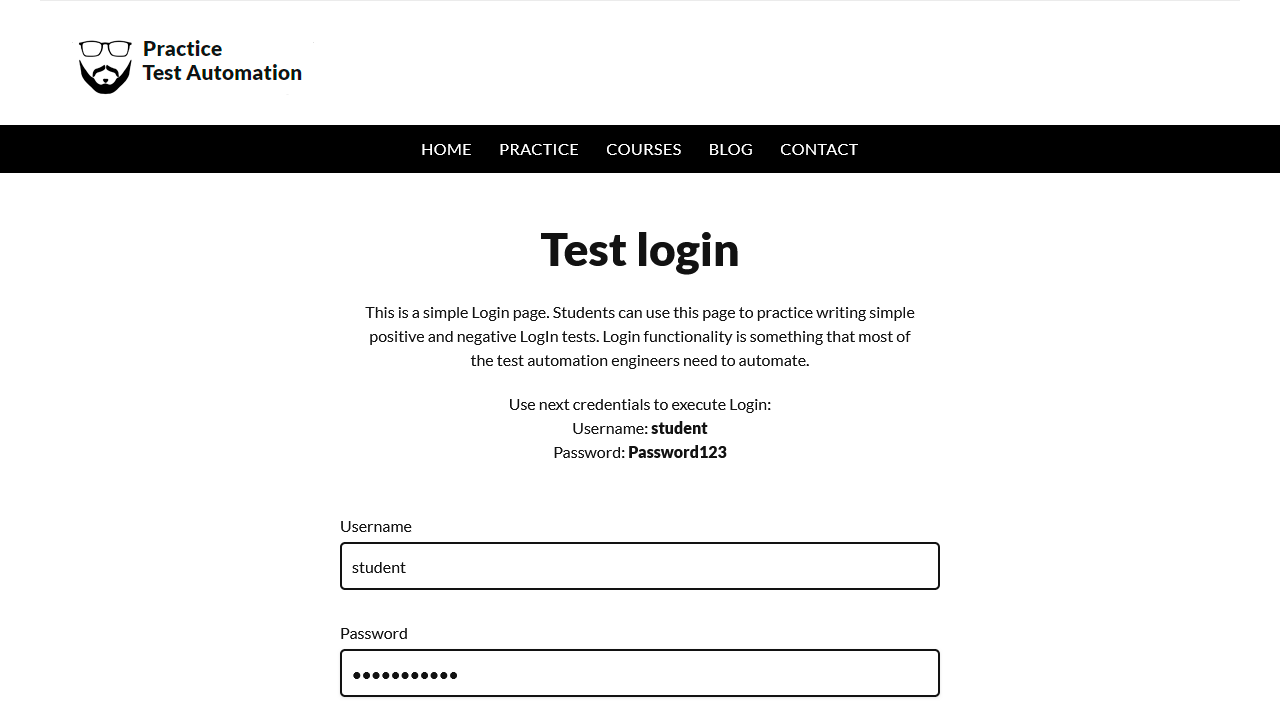 Practice
Test Automation
HOME PRACTICE COURSES BLOG CONTACT
Test login
This is a simple Login page. Students can use this page to practice writing simple
positive and negative LogIn tests. Login functionality is something that most of
the test automation engineers need to automate.
Use next credentials to execute Login:
Username: student
Password: Password123
Username
student
Password
•••••••••••